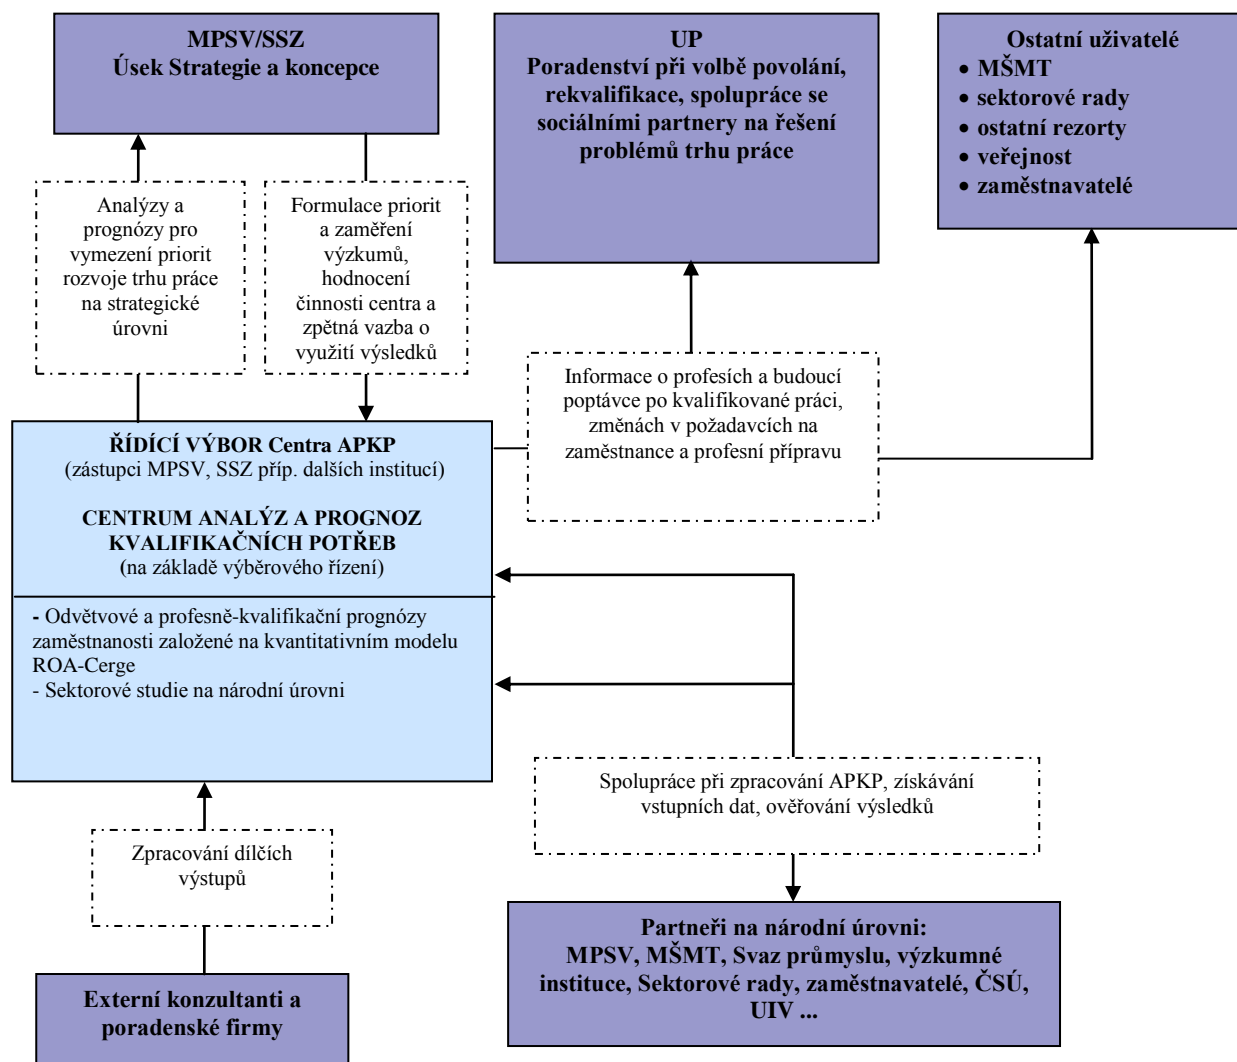 MPSV/SSZ
Úsek Strategie a koncepce
UP
Poradenství při volbě povolání,
rekvalifikace, spolupráce se
sociálními partnery na řešení
problémů trhu práce
Ostatní uživatelé
• MŠMT
• sektorové rady
• ostatní rezorty
• veřejnost
• zaměstnavatelé
Analýzy a
prognózy pro
vymezení priorit
rozvoje trhu práce
na strategické
úrovni
Formulace priorit
a zaměření
výzkumů,
hodnocení
činnosti centra a
zpětná vazba o
využití výsledků
Informace o profesích a budoucí
poptávce po kvalifikované práci,
změnách v požadavcích na
zaměstnance a profesní přípravu
ŘÍDÍCÍ VÝBOR Centra APKP
(zástupci MPSV, SSZ příp. dalších institucí)
CENTRUM ANALÝZ A PROGNOZ
KVALIFIKAČNÍCH POTŘEB
(na základě výběrového řízení)
- Odvětvové a profesně-kvalifikační prognózy
zaměstnanosti založené na kvantitativním modelu
ROA-Cerge
- Sektorové studie na národní úrovni
Spolupráce při zpracování APKP, získávání
vstupních dat, ověřování výsledků
Zpracování dílčích
výstupů
Partneři na národní úrovni:
MPSV, MŠMT, Svaz průmyslu, výzkumné
instituce, Sektorové rady, zaměstnavatelé, ČSÚ,
UIV ...
Externí konzultanti a
poradenské firmy